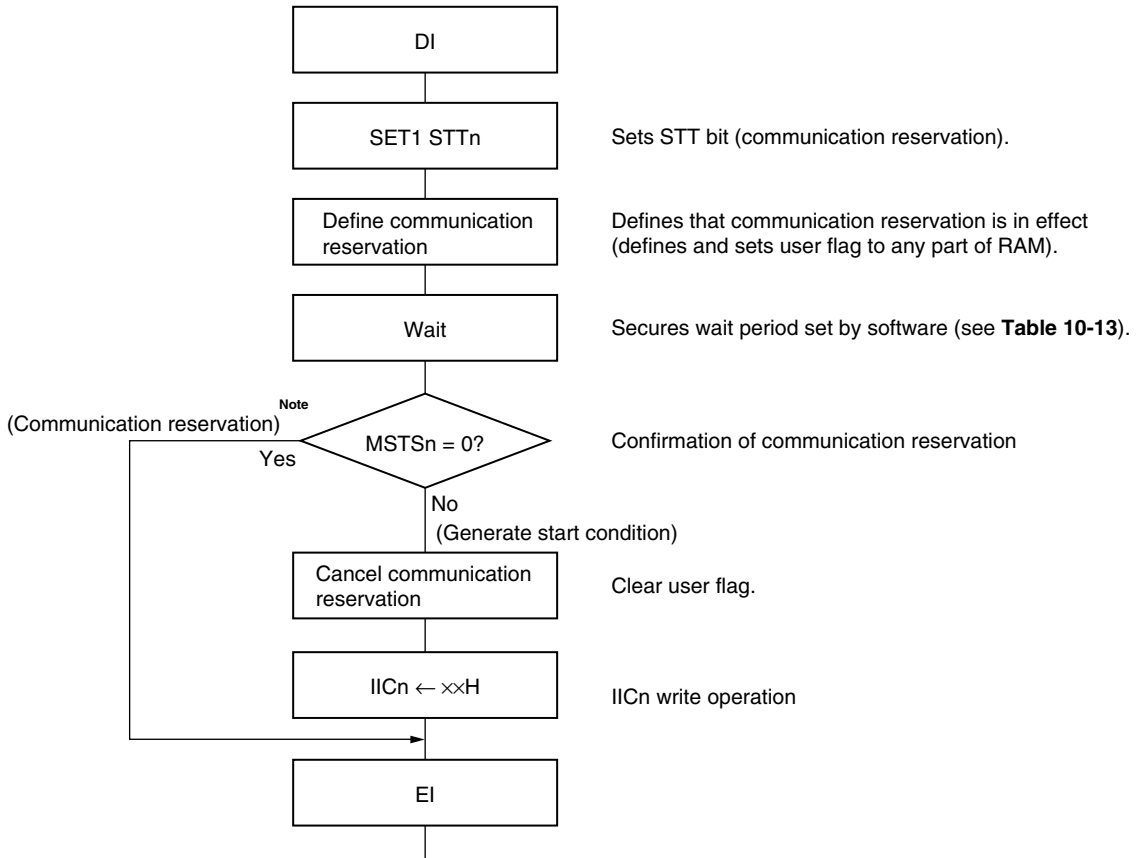 DI
SET1 STTn
Sets STT bit (communication reservation).
Define communication
reservation
Defines that communication reservation is in effect
(defines and sets user flag to any part of RAM).
Wait
Secures wait period set by software (see Table 10-13).
(Communication reservation) Note
Yes
MSTSn = 0?
Confirmation of communication reservation
No
(Generate start condition)
Cancel communication
reservation
Clear user flag.
IICn ← ××H
IICn write operation
EI